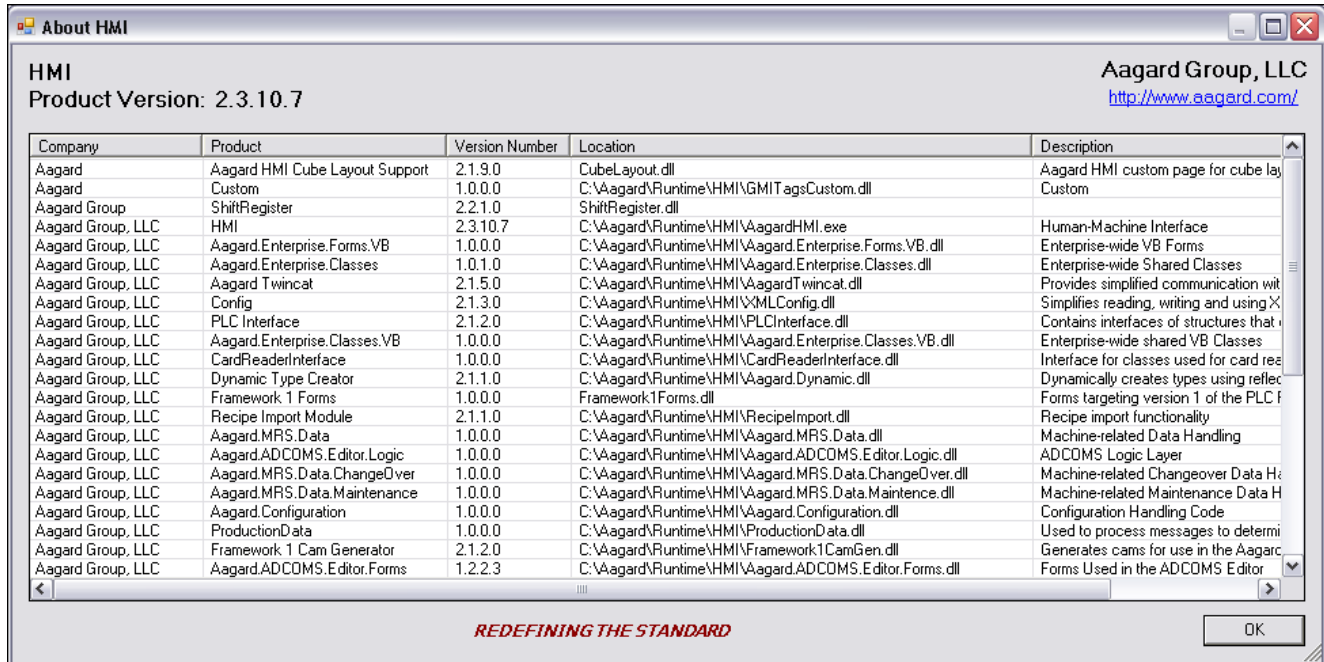 About HMI
HMI Aagard Group, LLC
Product Version: 2.3.10.7 http://www.aagard.com/
Company Product Version Number Location Description
Aagard Aagard HMI Cube Layout Support 2.1.9.0 CubeLayout.dll Aagard HMI custom page for cube lay
Aagard Custom 1.0.0.0 C:\Aagard\Runtime\HMI\GMITagsCustom.dll Custom
Aagard Group ShiftRegister 2.2.1.0 ShiftRegister.dll
Aagard Group, LLC HMI 2.3.10.7 C:\Aagard\Runtime\HMI\AagardHMI.exe Human-Machine Interface
Aagard Group, LLC Aagard.Enterprise.Forms.VB 1.0.0.0 C:\Aagard\Runtime\HMI\Aagard.Enterprise.Forms.VB.dll Enterprise-wide VB Forms
Aagard Group, LLC Aagard.Enterprise.Classes 1.0.1.0 C:\Aagard\Runtime\HMI\Aagard.Enterprise.Classes.dll Enterprise-wide Shared Classes
Aagard Group, LLC Aagard Twincat 2.1.5.0 C:\Aagard\Runtime\HMI\AagardTwincat.dll Provides simplified communication wit
Aagard Group, LLC Config 2.1.3.0 C:\Aagard\Runtime\HMI\XMLConfig.dll Simplifies reading, writing and using X
Aagard Group, LLC PLC Interface 2.1.2.0 C:\Aagard\Runtime\HMI\PLCInterface.dll Contains interfaces of structures that
Aagard Group, LLC Aagard.Enterprise.Classes.VB 1.0.0.0 C:\Aagard\Runtime\HMI\Aagard.Enterprise.Classes.VB.dll Enterprise-wide shared VB Classes
Aagard Group, LLC CardReaderInterface 1.0.0.0 C:\Aagard\Runtime\HMI\CardReaderInterface.dll Interface for classes used for card rea
Aagard Group, LLC Dynamic Type Creator 2.1.1.0 C:\Aagard\Runtime\HMI\Aagard.Dynamic.dll Dynamically creates types using reflec
Aagard Group, LLC Framework 1 Forms 1.0.0.0 Framework1Forms.dll Forms targeting version 1 of the PLC F
Aagard Group, LLC Recipe Import Module 2.1.1.0 C:\Aagard\Runtime\HMI\RecipeImport.dll Recipe import functionality
Aagard Group, LLC Aagard.MRS.Data 1.0.0.0 C:\Aagard\Runtime\HMI\Aagard.MRS.Data.dll Machine-related Data Handling
Aagard Group, LLC Aagard.ADCOMS.Editor.Logic 1.0.0.0 C:\Aagard\Runtime\HMI\Aagard.ADCOMS.Editor.Logic.dll ADCOMS Logic Layer
Aagard Group, LLC Aagard.MRS.Data.ChangeOver 1.0.0.0 C:\Aagard\Runtime\HMI\Aagard.MRS.Data.ChangeOver.dll Machine-related Changeover Data Ha
Aagard Group, LLC Aagard.MRS.Data.Maintenance 1.0.0.0 C:\Aagard\Runtime\HMI\Aagard.MRS.Data.Maintence.dll Machine-related Maintenance Data H
Aagard Group, LLC Aagard.Configuration 1.0.0.0 C:\Aagard\Runtime\HMI\Aagard.Configuration.dll Configuration Handling Code
Aagard Group, LLC ProductionData 1.0.0.0 C:\Aagard\Runtime\HMI\ProductionData.dll Used to process messages to determi
Aagard Group, LLC Framework 1 Cam Generator 2.1.2.0 C:\Aagard\Runtime\HMI\Framework1CamGen.dll Generates cams for use in the Aagard
Aagard Group, LLC Aagard.ADCOMS.Editor.Forms 1.2.2.3 C:\Aagard\Runtime\HMI\Aagard.ADCOMS.Editor.Forms.dll Forms Used in the ADCOMS Editor
REDEFINING THE STANDARD OK